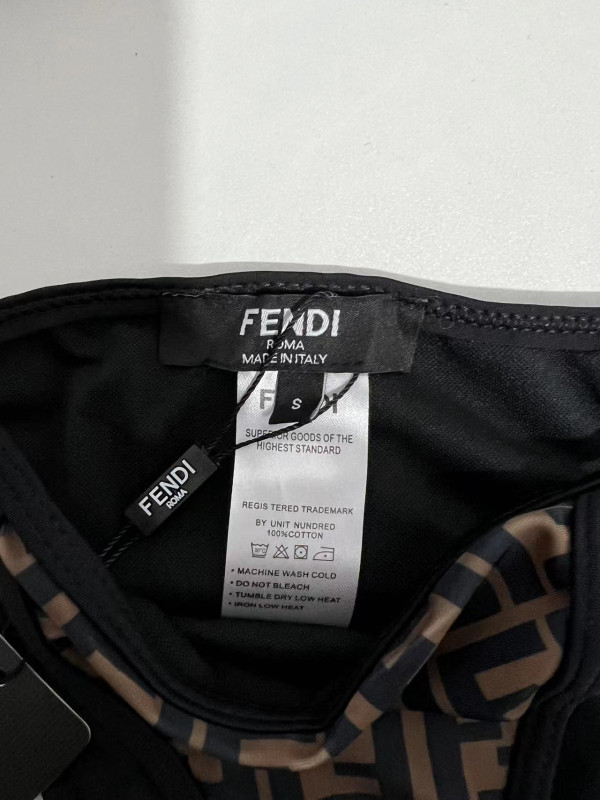 FENDI
ROMA
MADE IN ITALY
S
SUPERIOR GOODS OF THE
HIGHEST STANDARD
FENDI
ROMA
REGIS TERED TRADEMARK
BY UNIT NUNDRED
100%COTTON
• MACHINE WASH COLD
• DO NOT BLEACH
• TUMBLE DRY LOW HEAT
• IRON LOW HEAT